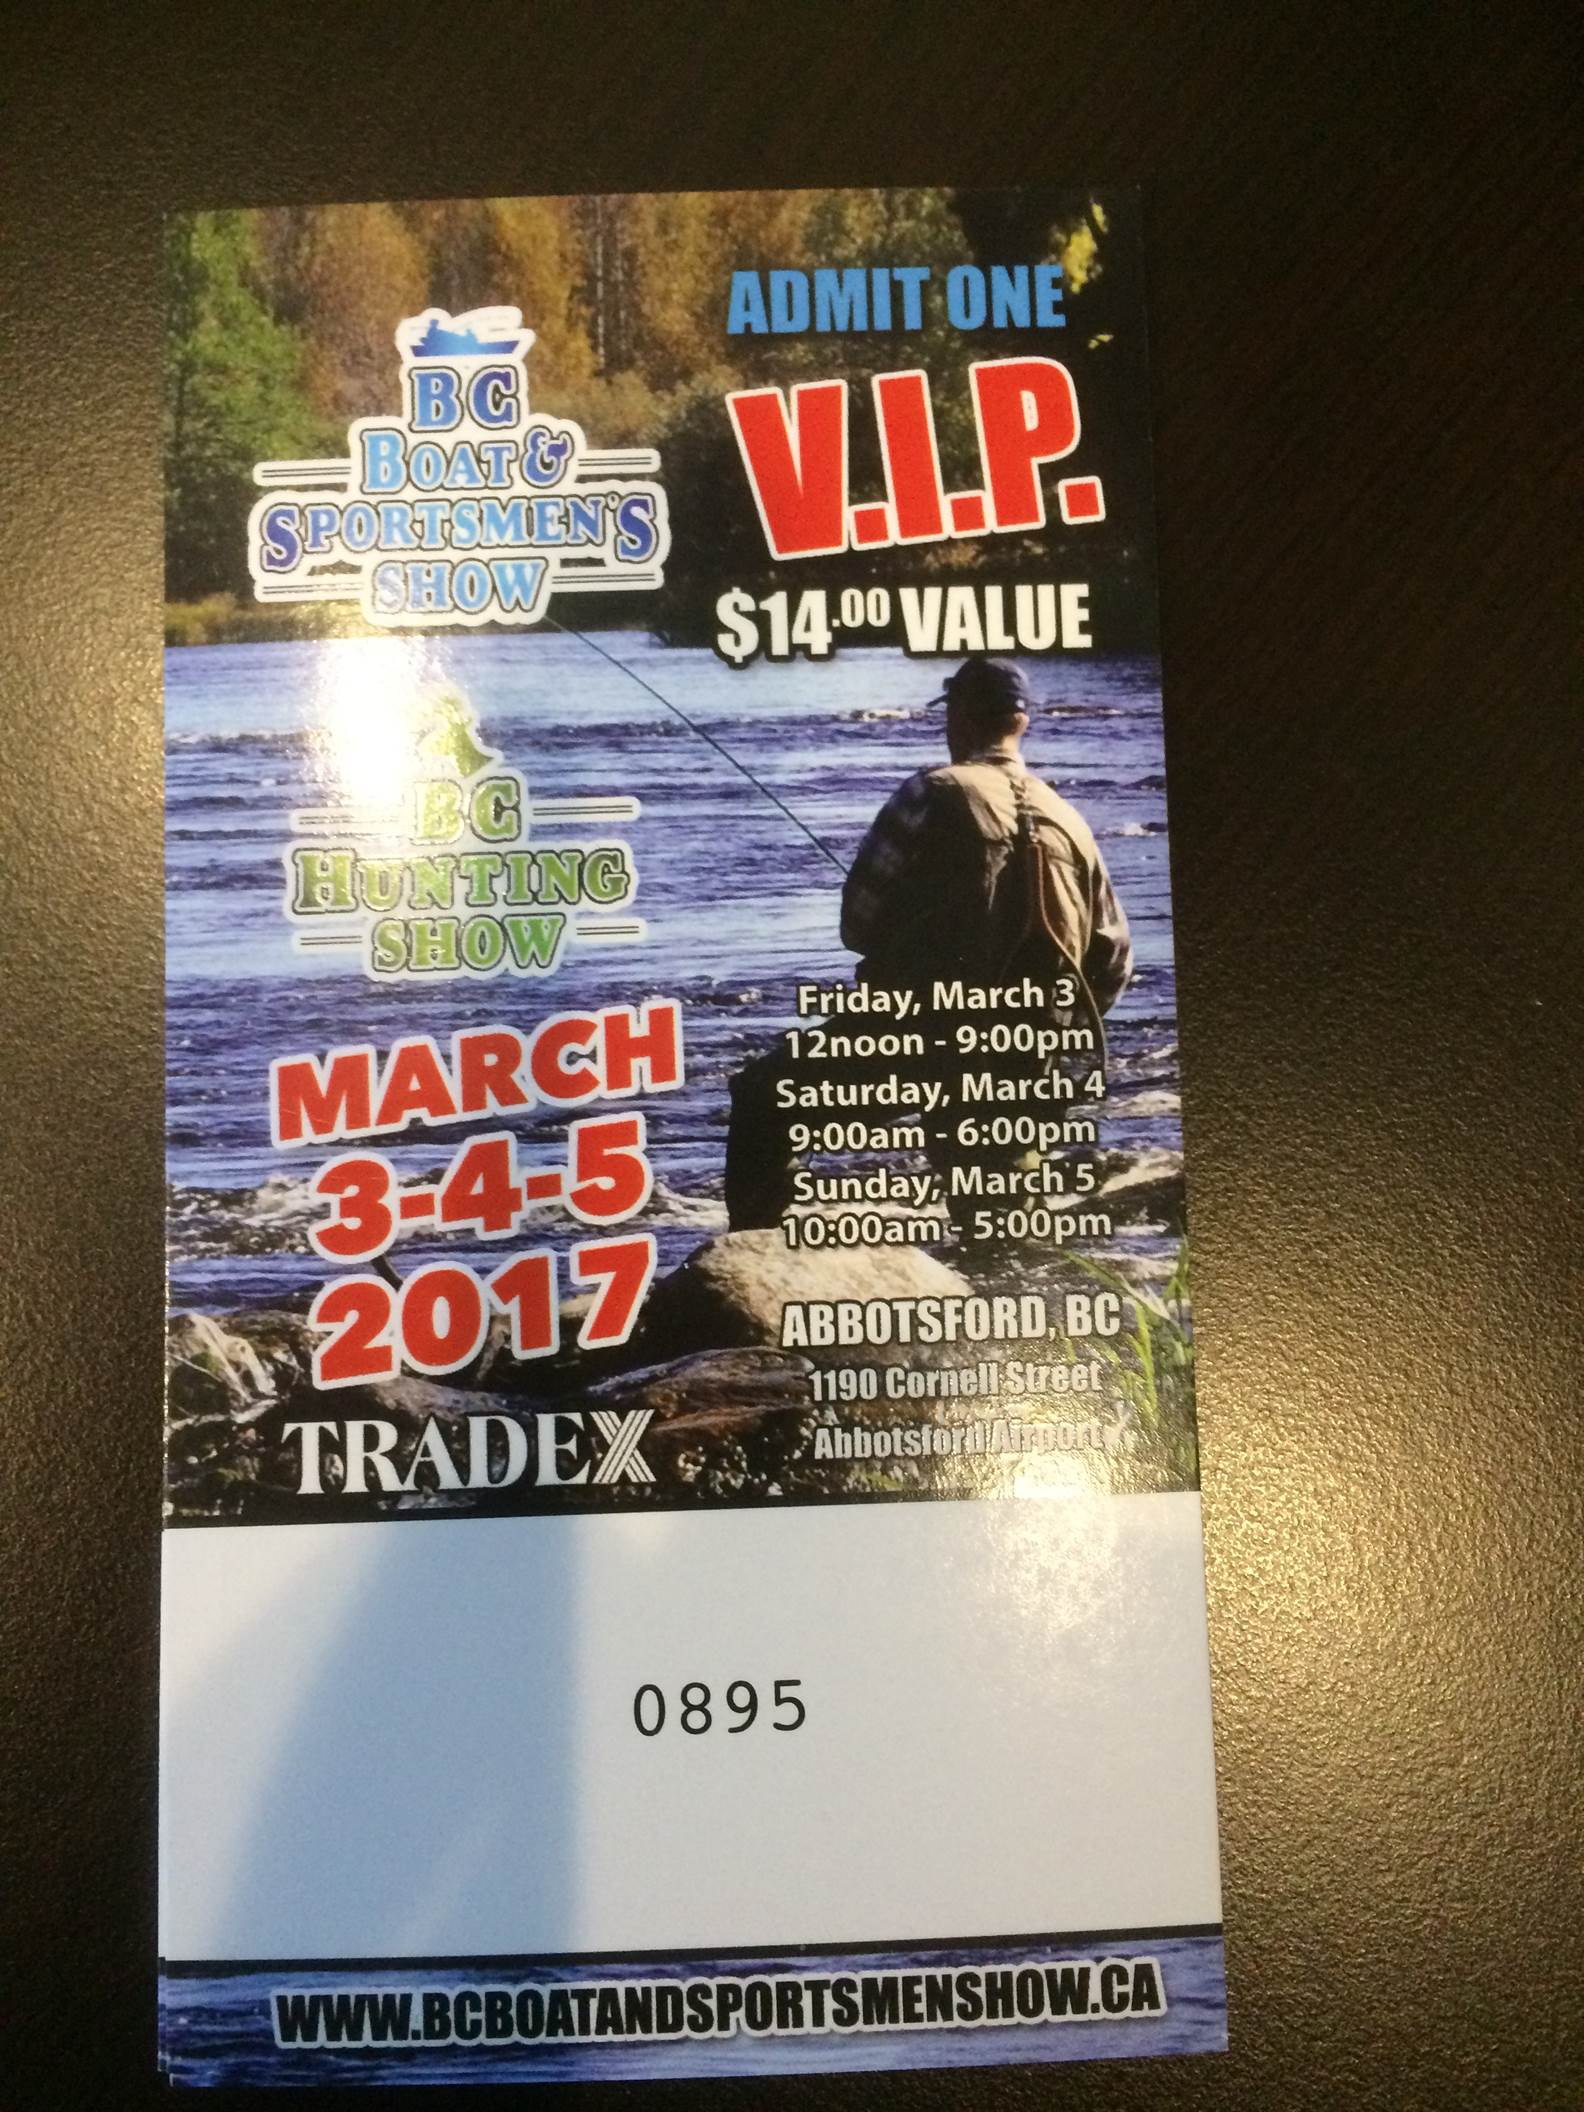 ADMIT ONE
V.I.P.
$14.00 VALUE
BC
BOAT &
SPORTSMEN'S
SHOW
BC
HUNTING
SHOW
MARCH
3-4-5
2017
TRADEX
Friday, March 3
12noon - 9:00pm
Saturday, March 4
9:00am - 6:00pm
Sunday, March 5
10:00am - 5:00pm
ABBOTSFORD, BC
1190 Cornell Street
Abbotsford Airport
0895
WWW.BCBOATANDSPORTSMENSHOW.CA